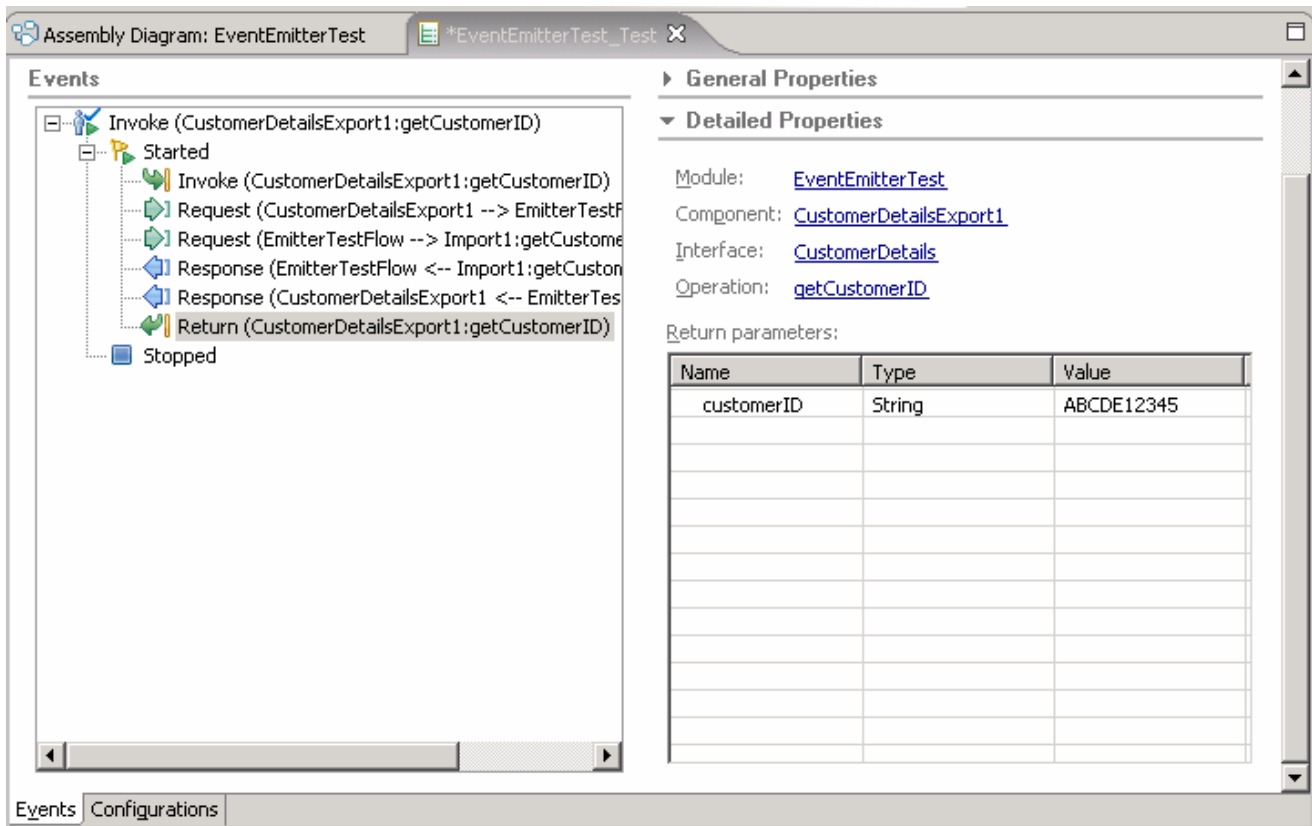 Assembly Diagram: EventEmitterTest
*EventEmitterTest_Test
Events
Invoke (CustomerDetailsExport1:getCustomerID)
Started
Invoke (CustomerDetailsExport1:getCustomerID)
Request (CustomerDetailsExport1 --> EmitterTestF
Request (EmitterTestFlow --> Import1:getCustome
Response (EmitterTestFlow <-- Import1:getCuston
Response (CustomerDetailsExport1 <-- EmitterTes
Return (CustomerDetailsExport1:getCustomerID)
Stopped
General Properties
Detailed Properties
Module: EventEmitterTest
Component: CustomerDetailsExport1
Interface: CustomerDetails
Operation: getCustomerID
Return parameters:
Name Type Value
customerID String ABCDE12345
Events Configurations